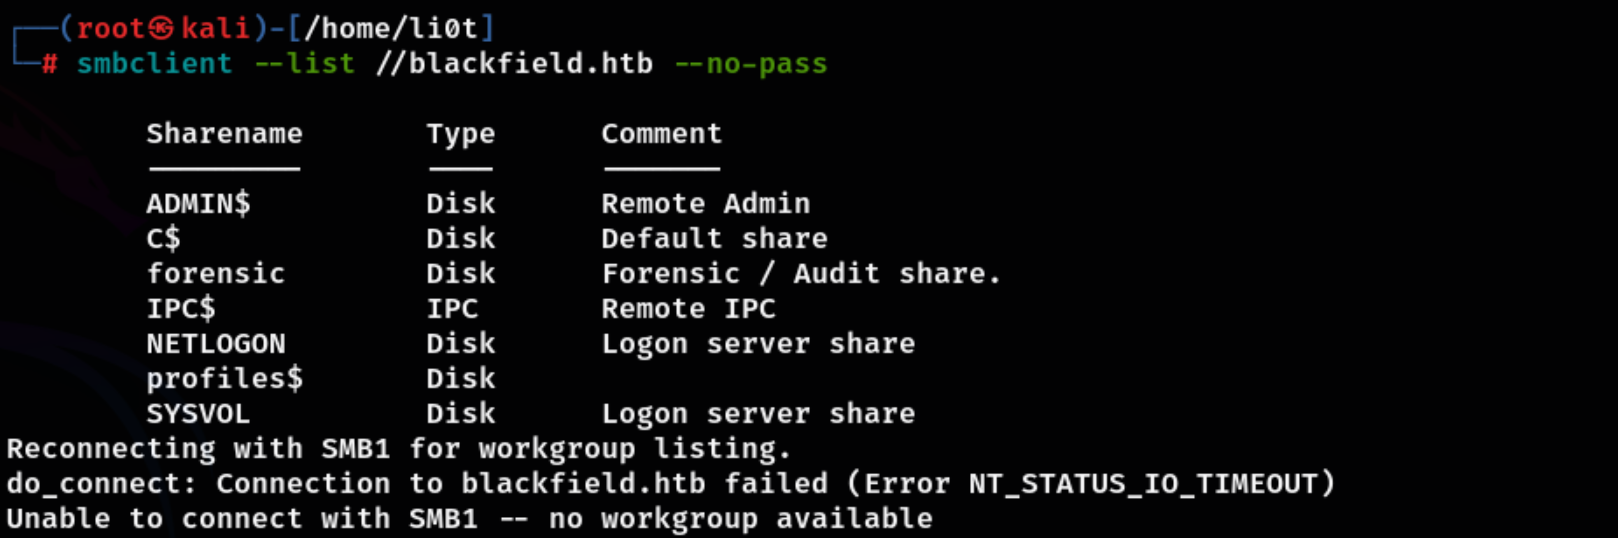 ┌──(root㉿kali)-[/home/li0t]
└─# smbclient --list //blackfield.htb --no-pass
Sharename Type Comment
--------- ---- -------
ADMIN$ Disk Remote Admin
C$ Disk Default share
forensic Disk Forensic / Audit share.
IPC$ IPC Remote IPC
NETLOGON Disk Logon server share
profiles$ Disk
SYSVOL Disk Logon server share
Reconnecting with SMB1 for workgroup listing.
do_connect: Connection to blackfield.htb failed (Error NT_STATUS_IO_TIMEOUT)
Unable to connect with SMB1 -- no workgroup available